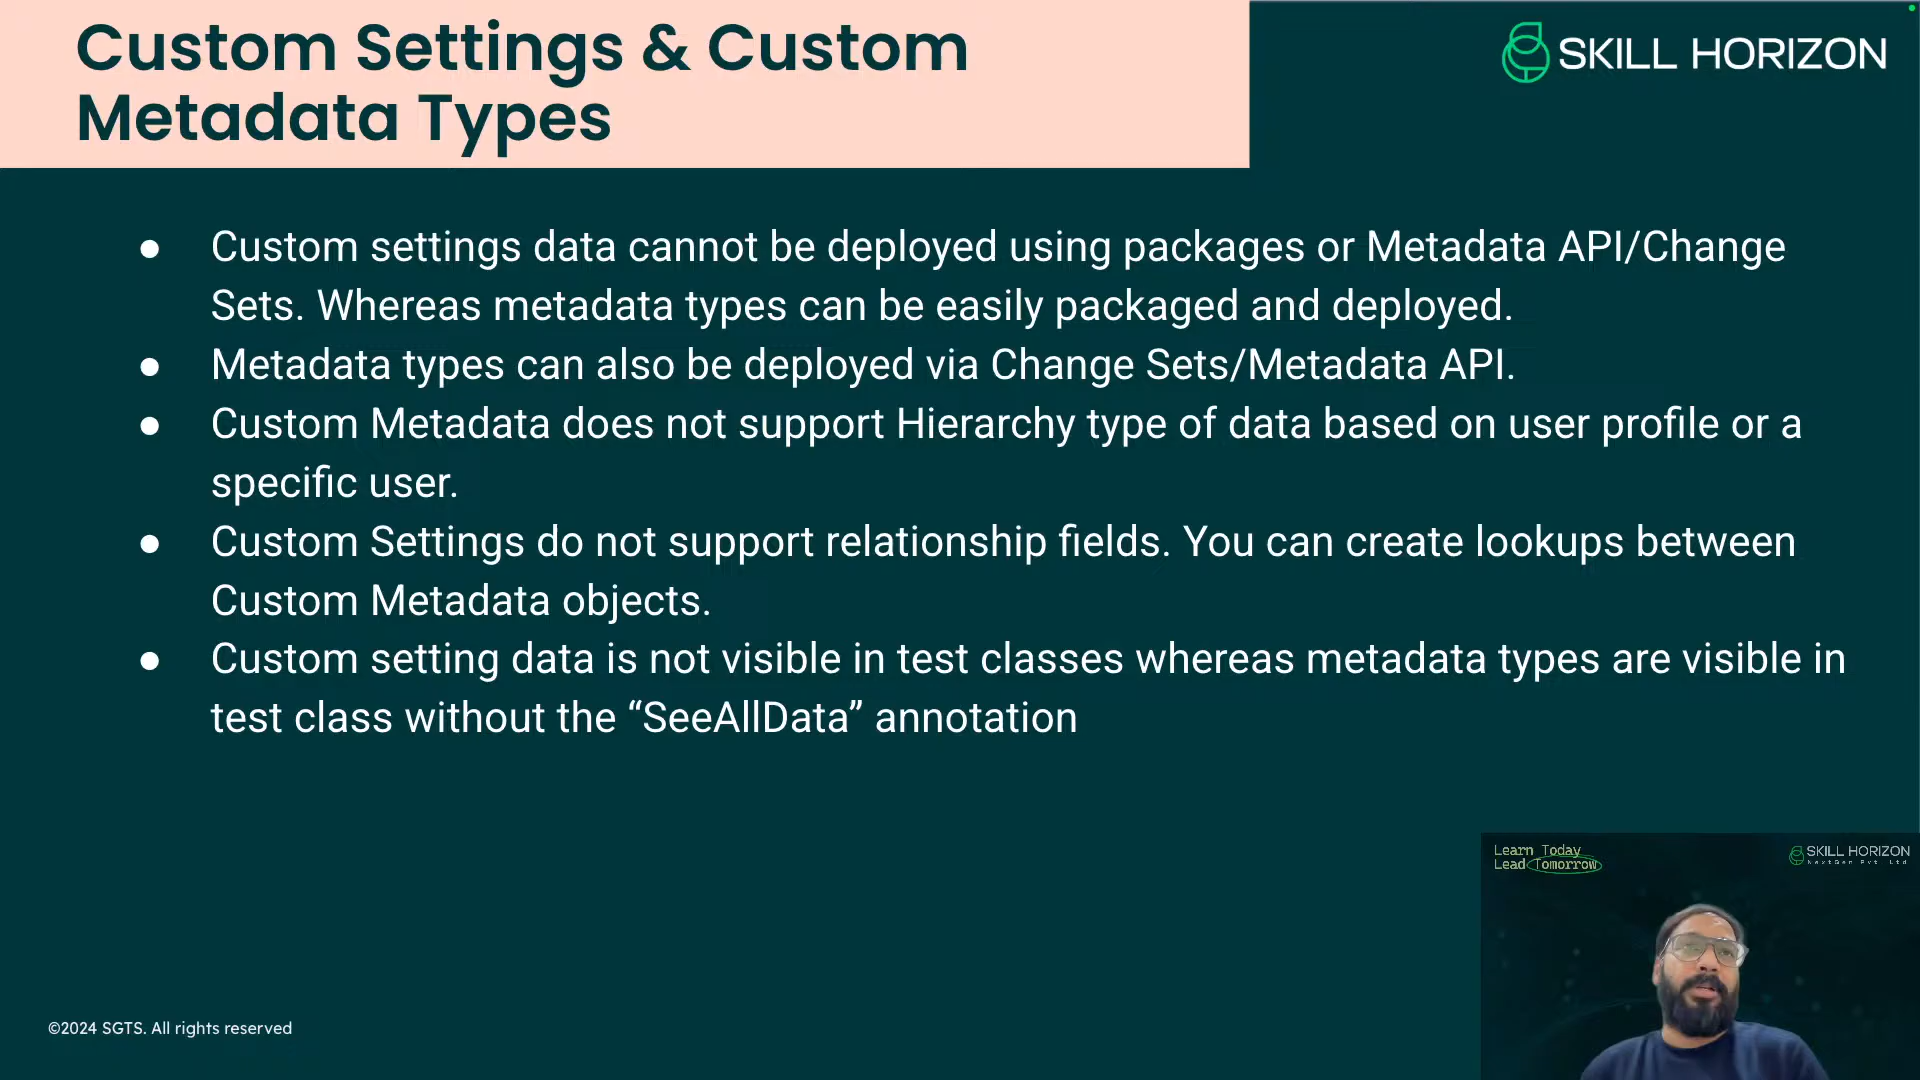 Custom Settings & Custom
Metadata Types
SKILL HORIZON
● Custom settings data cannot be deployed using packages or Metadata API/Change
Sets. Whereas metadata types can be easily packaged and deployed.
● Metadata types can also be deployed via Change Sets/Metadata API.
● Custom Metadata does not support Hierarchy type of data based on user profile or a
specific user.
● Custom Settings do not support relationship fields. You can create lookups between
Custom Metadata objects.
● Custom setting data is not visible in test classes whereas metadata types are visible in
test class without the “SeeAllData” annotation
Learn Today
Lead Tomorrow
SKILL HORIZON
NextGen Pvt. Ltd
©2024 SGTS. All rights reserved